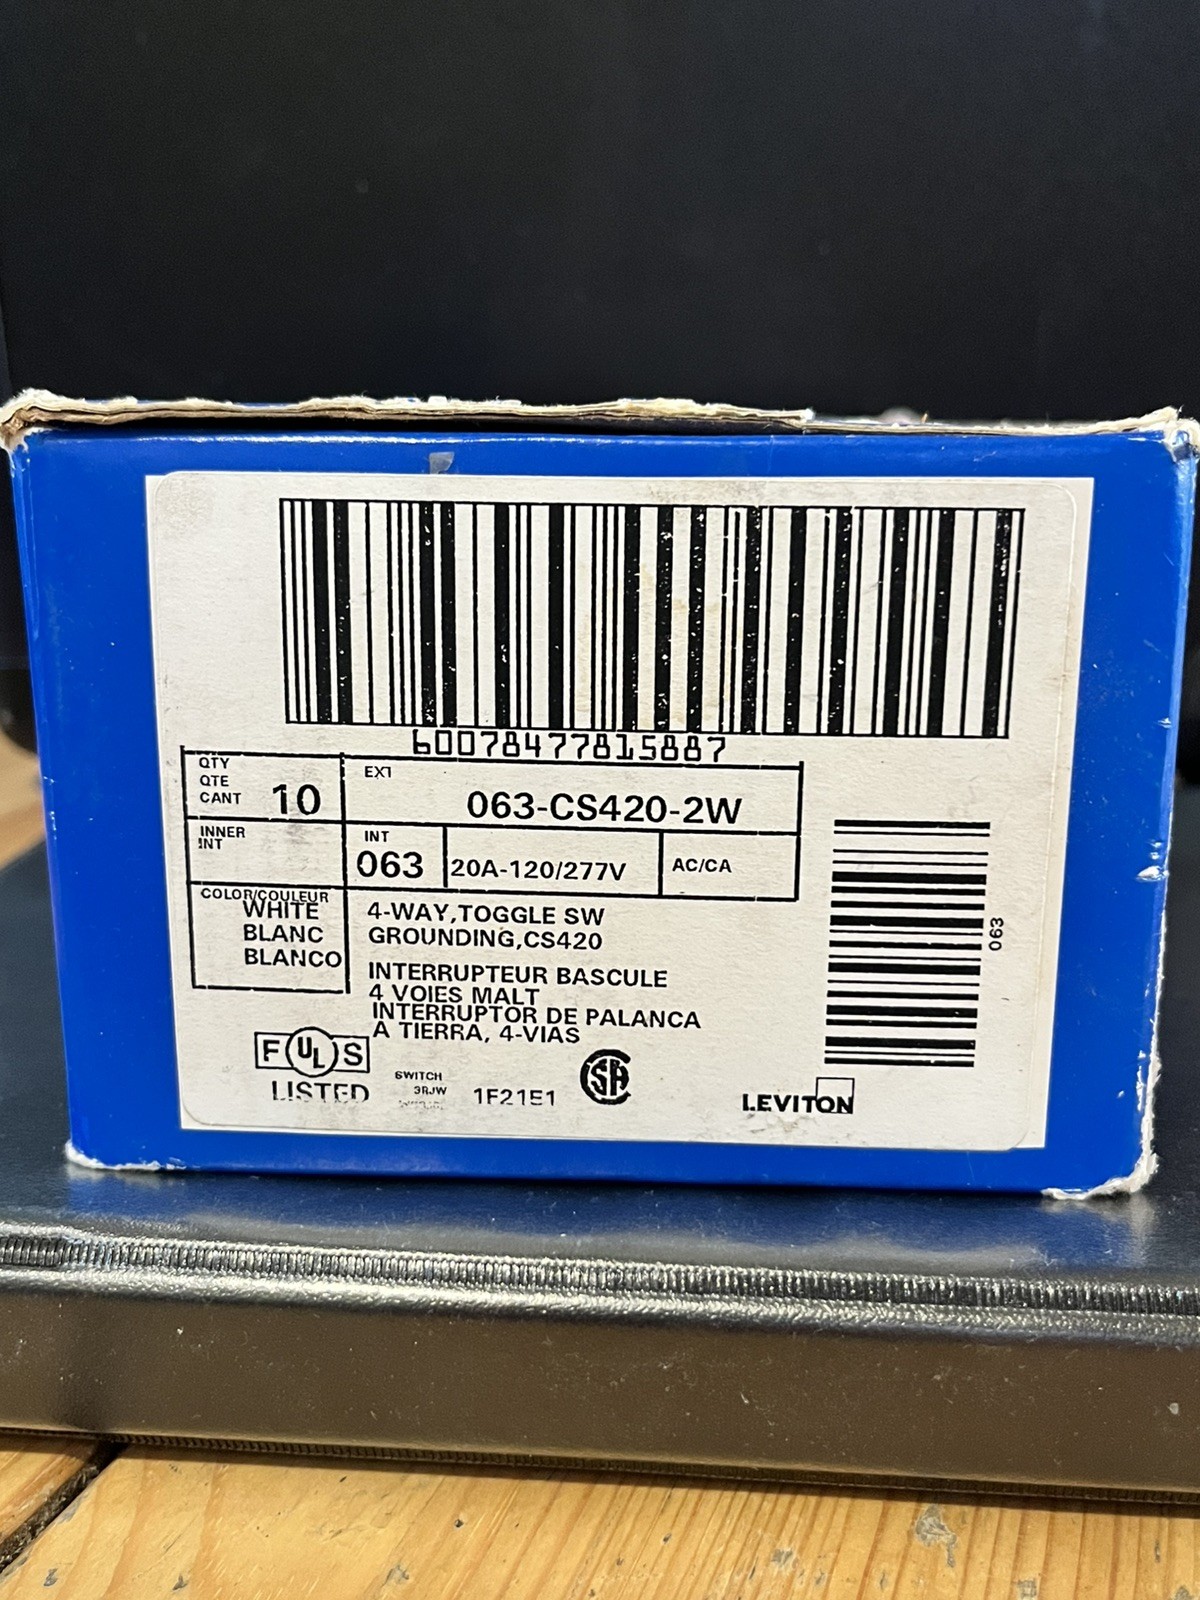 60078477815887
QTY
QTE
CANT 10
EXT
063-CS420-2W
INNER
INT
INT
063
20A-120/277V
AC/CA
COLOR/COULEUR
WHITE
BLANC
BLANCO
4-WAY,TOGGLE SW
GROUNDING,CS420
INTERRUPTEUR BASCULE
4 VOIES MALT
INTERRUPTOR DE PALANCA
A TIERRA, 4-VIAS
063
F UL S
LISTED
SWITCH
3RJW
1F21E1
LEVITON